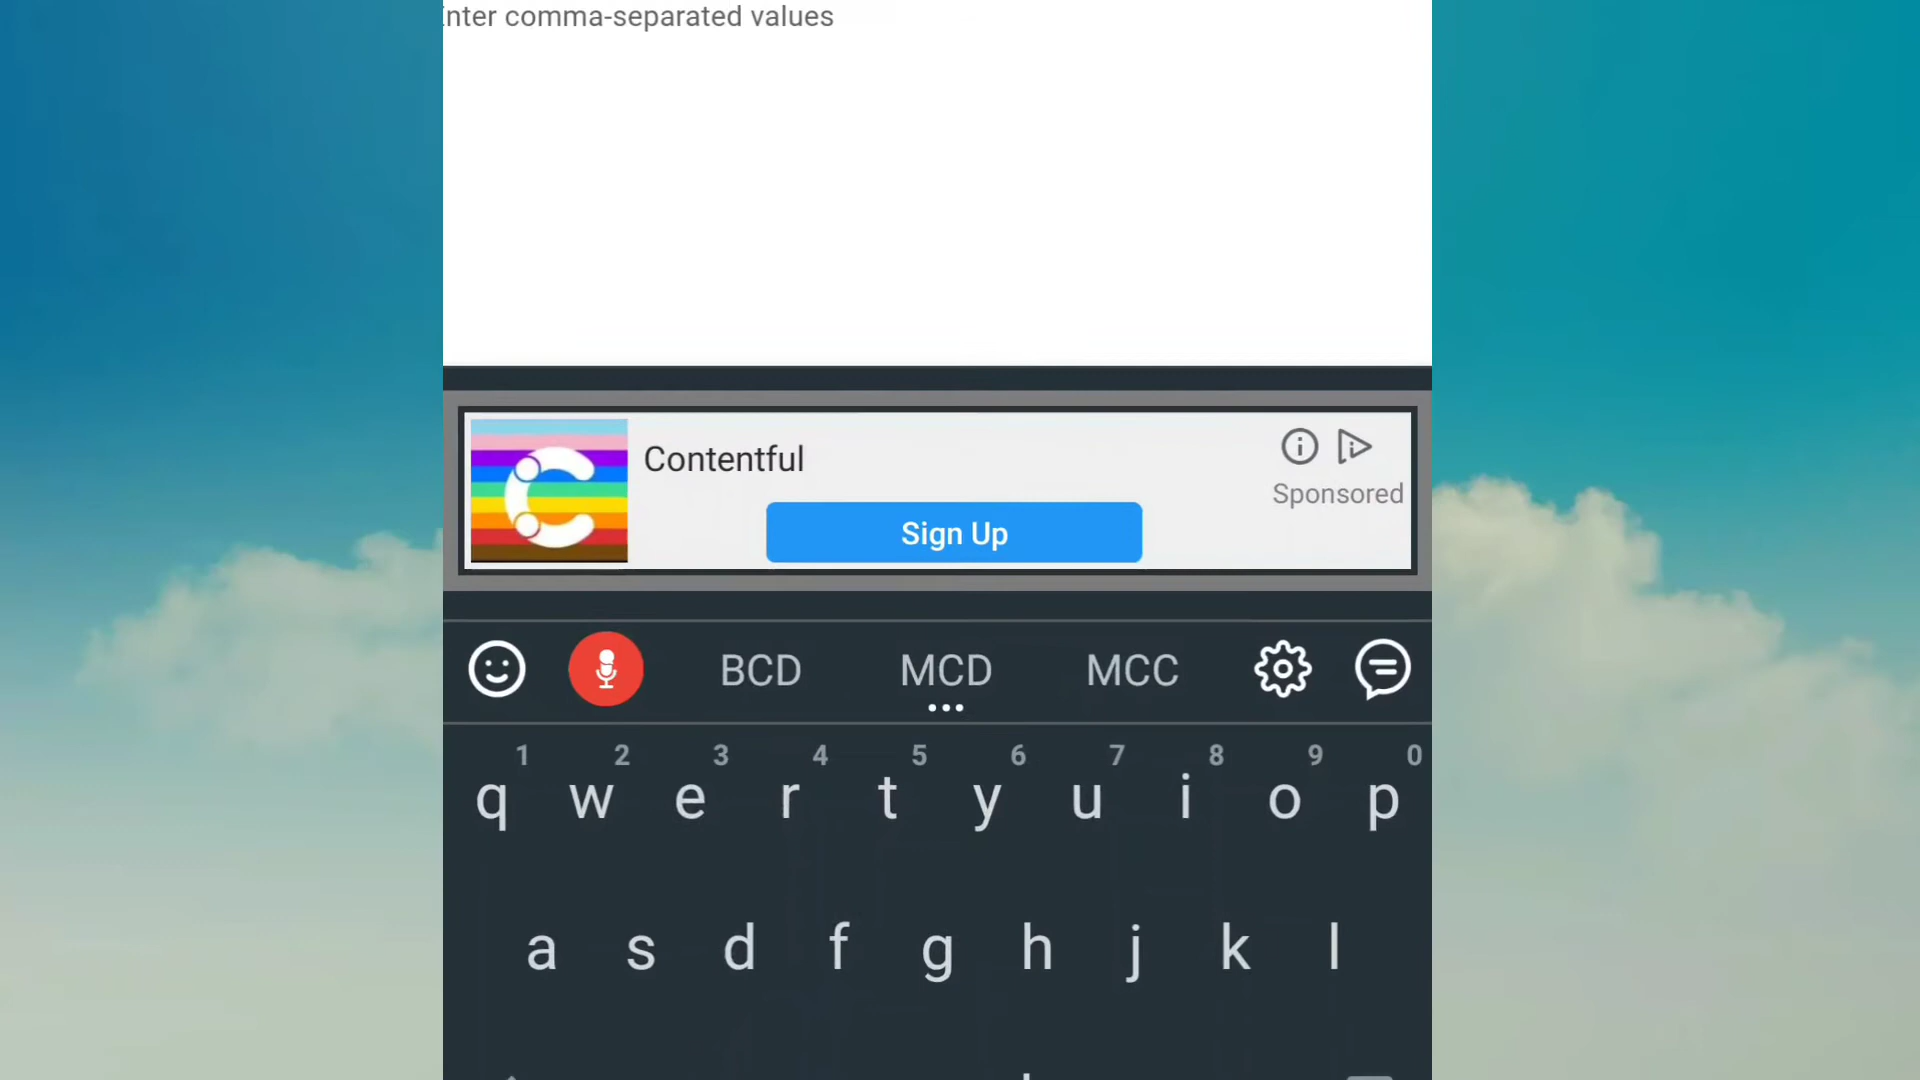 Enter comma-separated values
Contentful
Sponsored
Sign Up
BCD MCD MCC
1 2 3 4 5 6 7 8 9 0
q w e r t y u i o p
a s d f g h j k l